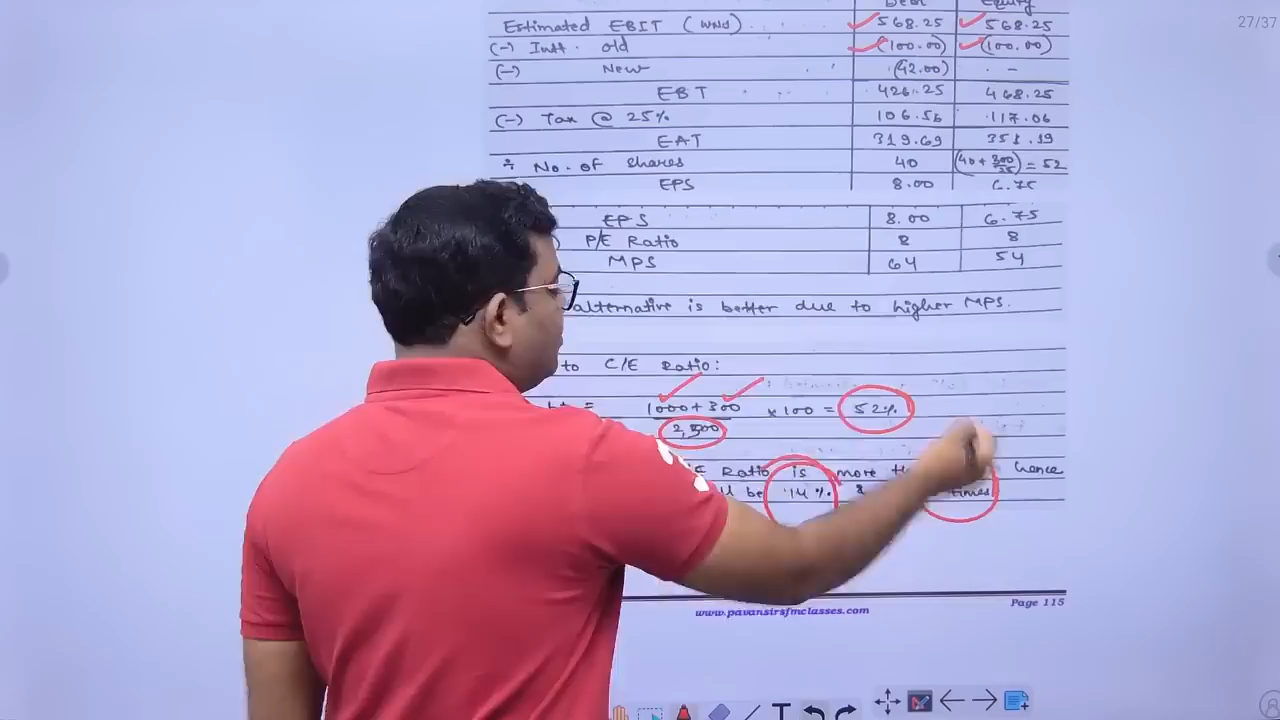 Debt Equity
27/37
Estimated EBIT (WN1) 568.25 568.25
(-) Intt. old (100.00) (100.00)
(-) New (42.00) -
EBT 426.25 468.25
(-) Tax @ 25% 106.56 117.06
EAT 319.69 351.19
÷ No. of shares 40 (40 + 300/25) = 52
EPS 8.00 6.75
EPS 8.00 6.75
P/E Ratio 8 8
MPS 64 54
alternative is better due to higher MPS.
to C/E Ratio:
1000+300 × 100 = 52%
2,500
Ratio is more hence
be 14% & times
www.pavansirsfmclasses.com
Page 115